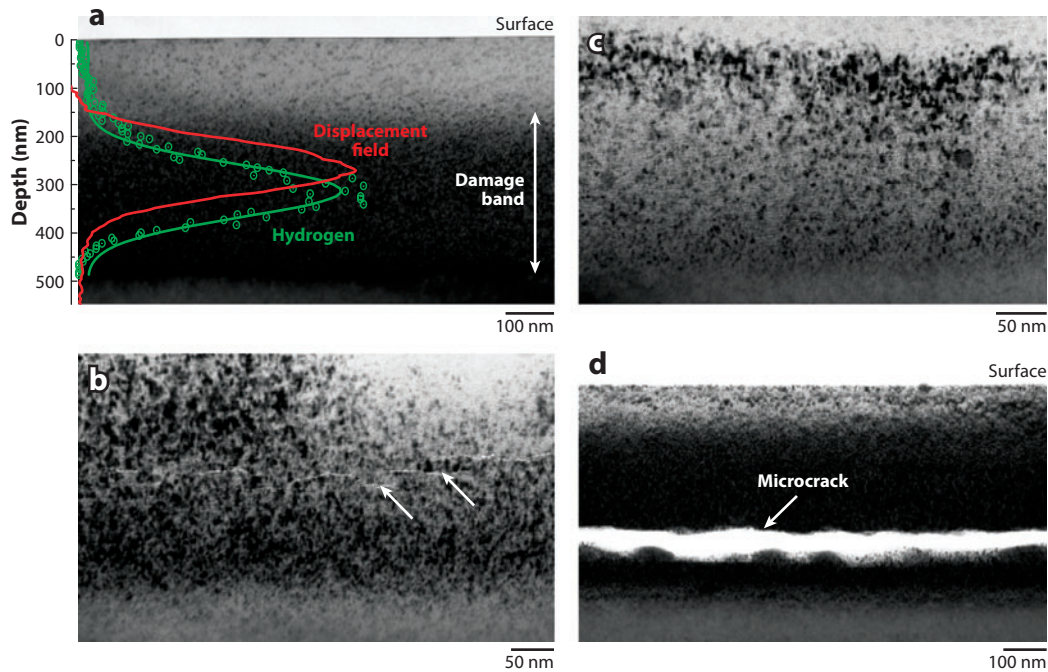 a
Surface
0
100
200
300
400
500
Depth (nm)
Displacement
field
Hydrogen
Damage
band
100 nm
c
50 nm
b
50 nm
d
Surface
Microcrack
100 nm